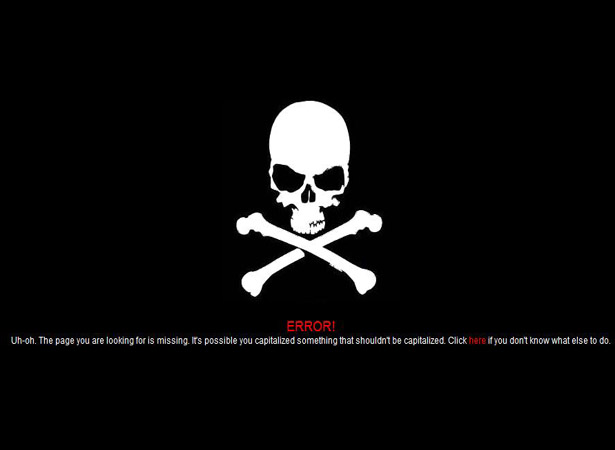 ERROR!
Uh-oh. The page you are looking for is missing. It's possible you capitalized something that shouldn't be capitalized. Click here if you don't know what else to do.